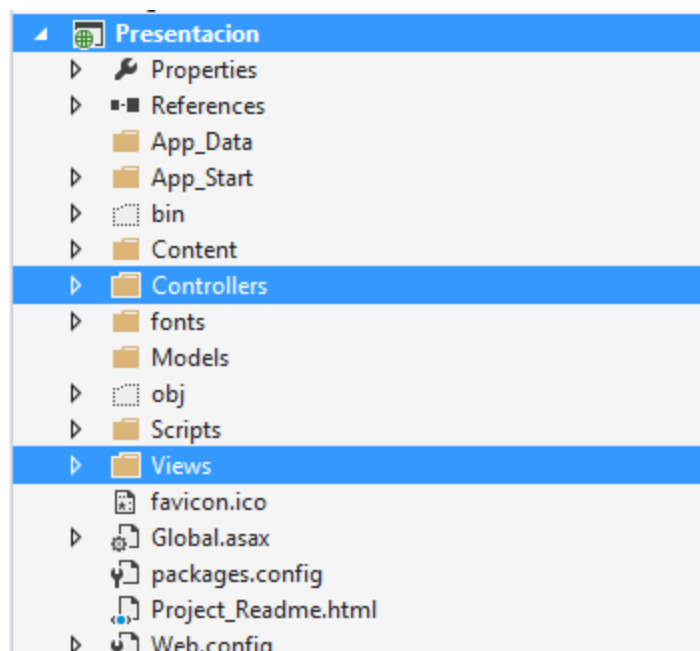 Presentacion
Properties
References
App_Data
App_Start
bin
Content
Controllers
fonts
Models
obj
Scripts
Views
favicon.ico
Global.asax
packages.config
Project_Readme.html
Web.config